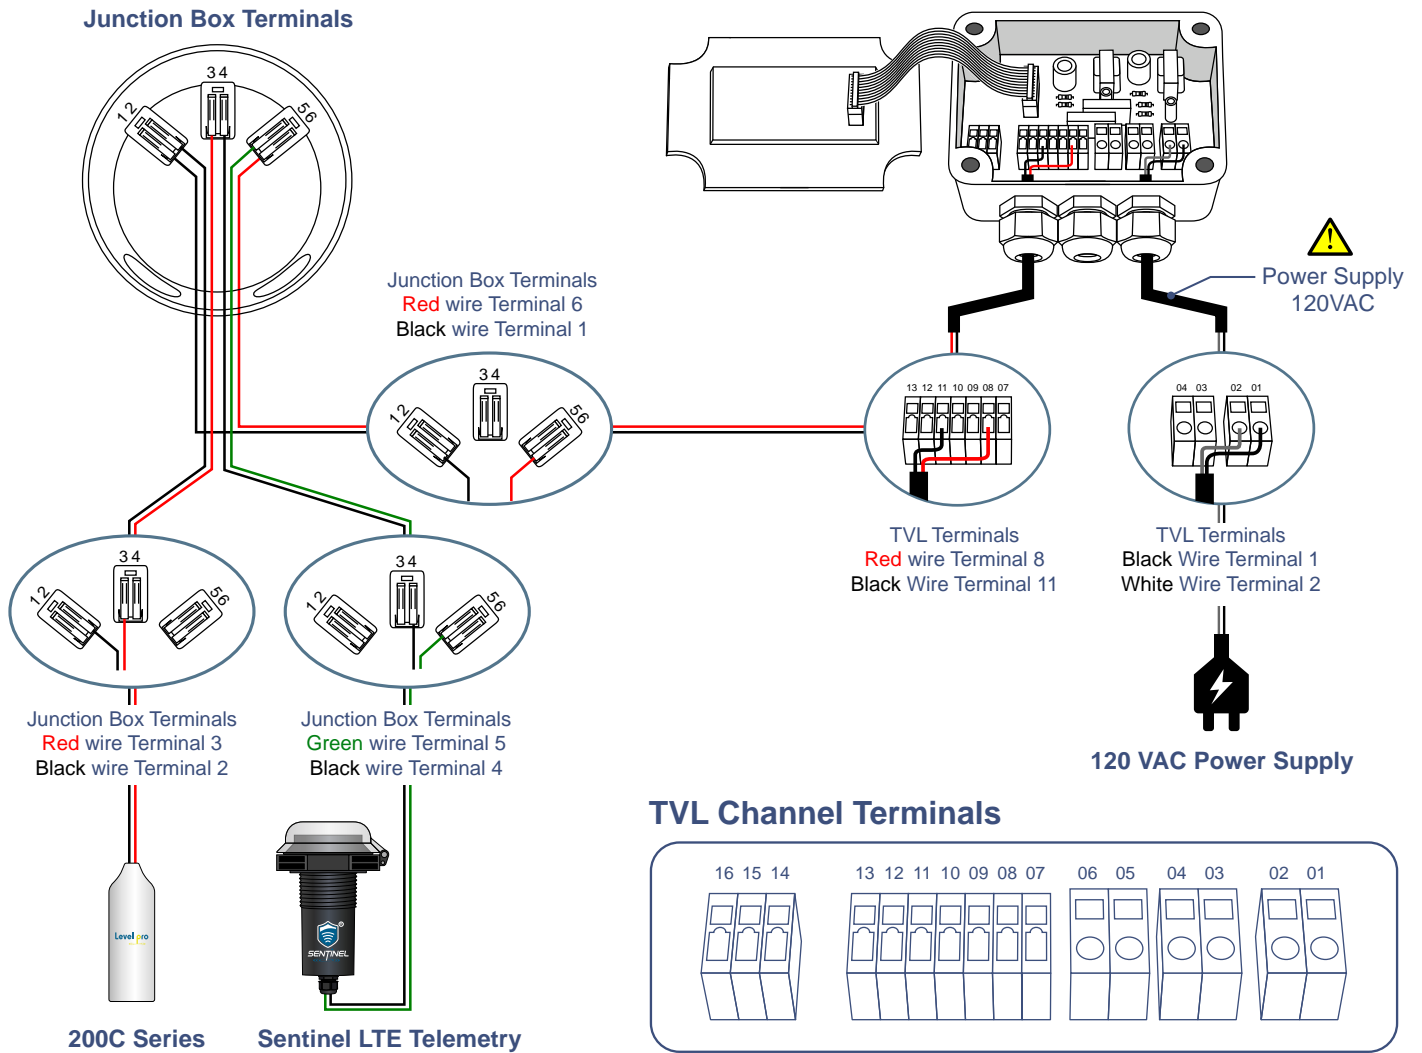 Junction Box Terminals
1 2
3 4
5 6
Power Supply
120VAC
Junction Box Terminals
Red wire Terminal 6
Black wire Terminal 1
1 2
3 4
5 6
13 12 11 10 09 08 07
04 03 02 01
TVL Terminals
Red wire Terminal 8
Black Wire Terminal 11
TVL Terminals
Black Wire Terminal 1
White Wire Terminal 2
1 2
3 4
5 6
1 2
3 4
5 6
Junction Box Terminals
Red wire Terminal 3
Black wire Terminal 2
Junction Box Terminals
Green wire Terminal 5
Black wire Terminal 4
120 VAC Power Supply
Level pro
SENTINEL
200C Series
Sentinel LTE Telemetry
TVL Channel Terminals
16 15 14 13 12 11 10 09 08 07 06 05 04 03 02 01